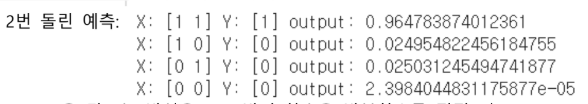 2번 돌린 예측: X: [1 1] Y: [1] output: 0.964783874012361
X: [1 0] Y: [0] output: 0.024954822456184755
X: [0 1] Y: [0] output: 0.025031245494741877
X: [0 0] Y: [0] output: 2.3984044831175877e-05